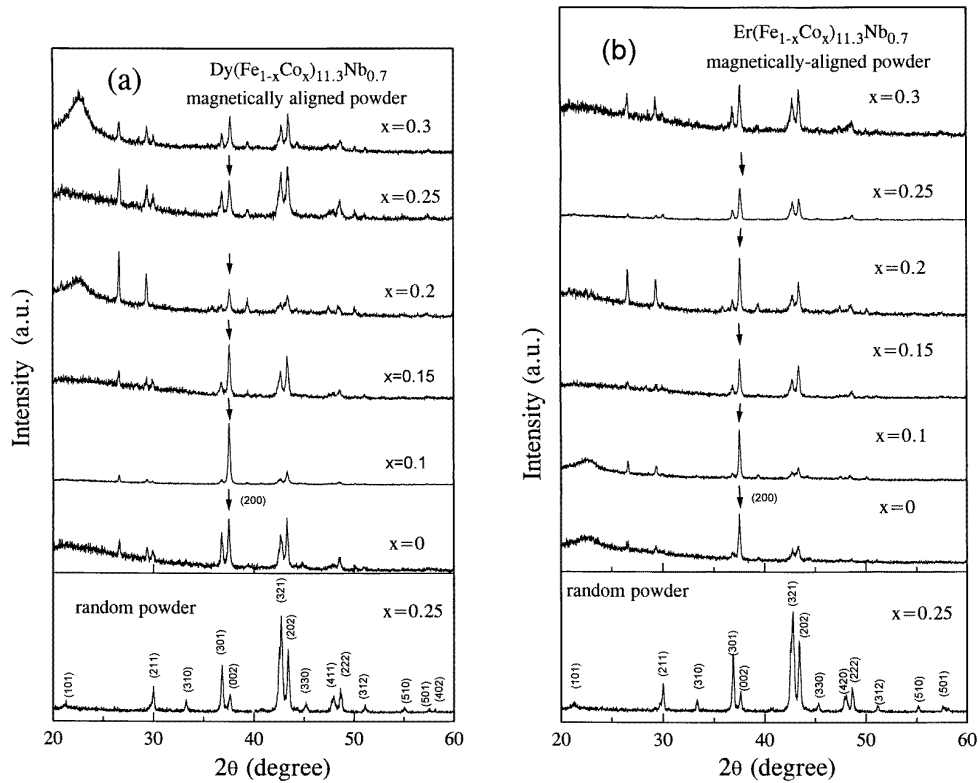 (a)
Dy(Fe1-xCox)11.3Nb0.7
magnetically aligned powder
x=0.3
x=0.25
x=0.2
x=0.15
x=0.1
(200)
x=0
random powder
x=0.25
(101)
(211)
(310)
(301)
(002)
(321)
(202)
(330)
(411)
(222)
(312)
(510)
(501)
(402)
20 30 40 50 60
2θ (degree)
Intensity (a.u.)
(b)
Er(Fe1-xCox)11.3Nb0.7
magnetically-aligned powder
x=0.3
x=0.25
x=0.2
x=0.15
x=0.1
(200)
x=0
random powder
x=0.25
(101)
(211)
(310)
(301)
(002)
(321)
(202)
(330)
(420)
(222)
(312)
(510)
(501)
20 30 40 50 60
2θ (degree)
Intensity (a.u.)